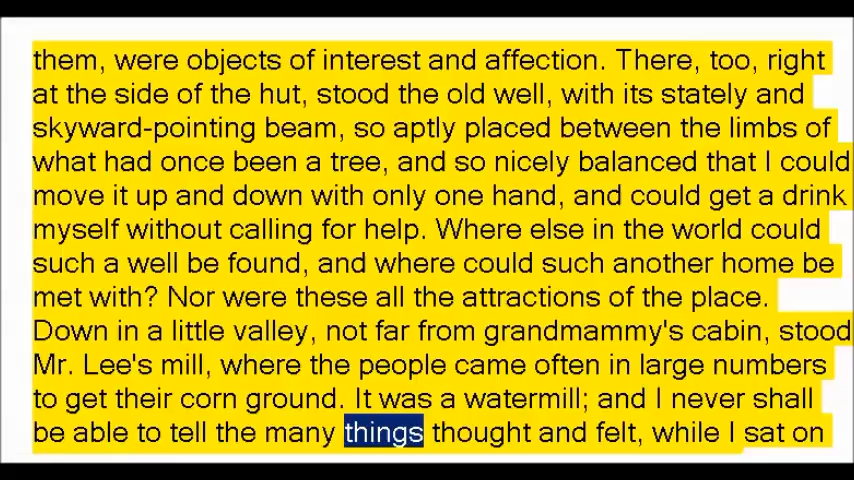 them, were objects of interest and affection. There, too, right
at the side of the hut, stood the old well, with its stately and
skyward-pointing beam, so aptly placed between the limbs of
what had once been a tree, and so nicely balanced that I could
move it up and down with only one hand, and could get a drink
myself without calling for help. Where else in the world could
such a well be found, and where could such another home be
met with? Nor were these all the attractions of the place.
Down in a little valley, not far from grandmammy's cabin, stood
Mr. Lee's mill, where the people came often in large numbers
to get their corn ground. It was a watermill; and I never shall
be able to tell the many things thought and felt, while I sat on